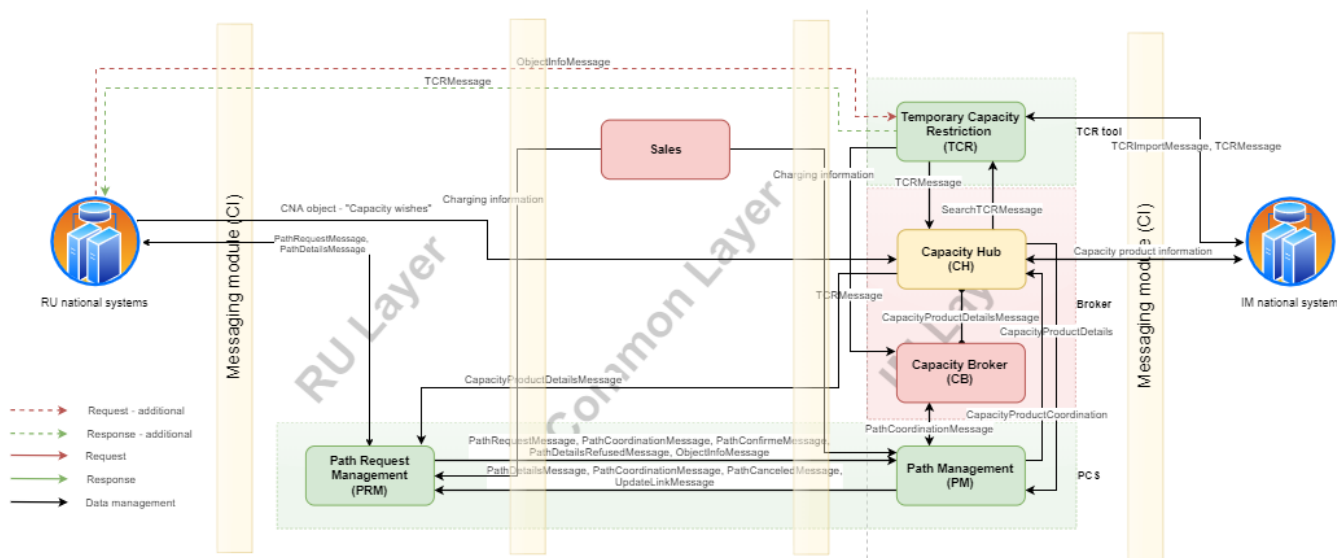 ObjectInfoMessage
TCRMessage
Temporary Capacity
Restriction
(TCR)
TCR tool
TCRImportMessage, TCRMessage
Sales
Charging information
TCRMessage
Messaging module (CI)
CNA object - "Capacity wishes"
Charging information
SearchTCRMessage
PathRequestMessage,
PathDetailsMessage
Capacity Hub
(CH)
Capacity product information
Messaging module (CI)
RU national systems
IM national system
RU Layer
Common Layer
TCRMessage
Broker
CapacityProductDetailsMessage
CapacityProductDetails
Capacity Broker
(CB)
CapacityProductDetailsMessage
CapacityProductCoordination
PathCoordinationMessage
Request - additional
Response - additional
Request
Response
Data management
Path Request
Management
(PRM)
PathRequestMessage, PathCoordinationMessage, PathConfirmeMessage,
PathDetailsRefusedMessage, ObjectInfoMessage
PathDetailsMessage, PathCoordinationMessage, PathCanceledMessage,
UpdateLinkMessage
Path Management
(PM)
PCS